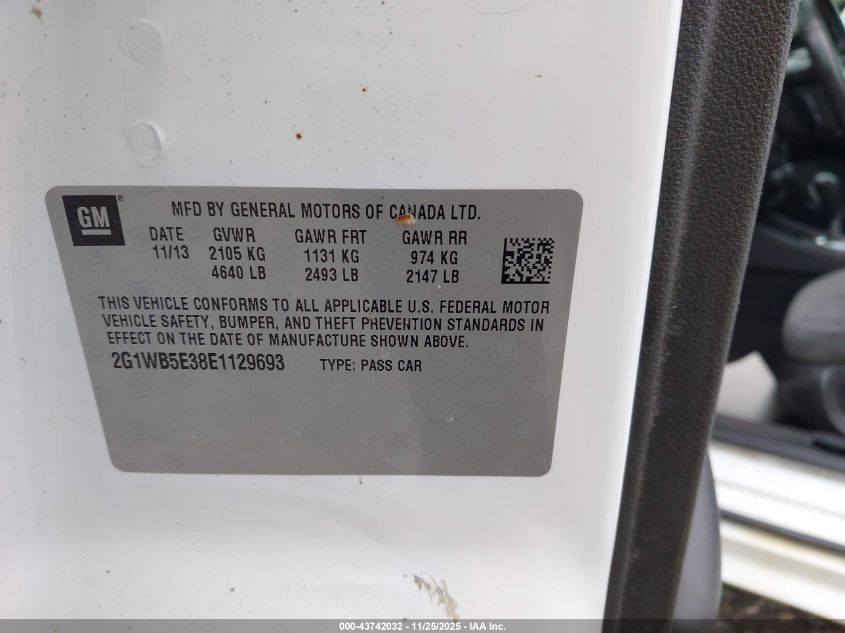 GM
MFD BY GENERAL MOTORS OF CANADA LTD.
DATE GVWR GAWR FRT GAWR RR
11/13 2105 KG 1131 KG 974 KG
4640 LB 2493 LB 2147 LB
THIS VEHICLE CONFORMS TO ALL APPLICABLE U.S. FEDERAL MOTOR
VEHICLE SAFETY, BUMPER, AND THEFT PREVENTION STANDARDS IN
EFFECT ON THE DATE OF MANUFACTURE SHOWN ABOVE.
2G1WB5E38E1129693 TYPE: PASS CAR
000-43742032 - 11/25/2025 - IAA Inc.